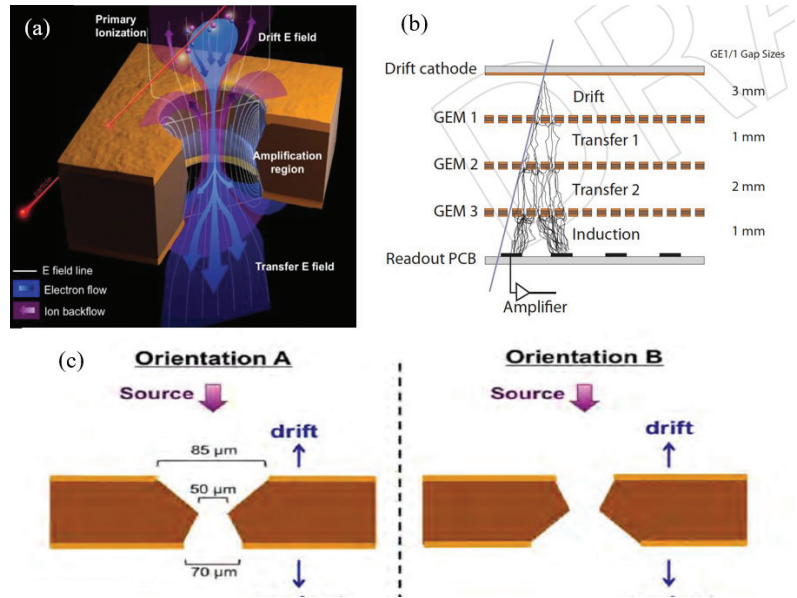 (a)
Primary
Ionization
Drift E field
Amplification
region
Transfer E field
E field line
Electron flow
Ion backflow
(b)
GE1/1 Gap Sizes
Drift cathode
Drift
3 mm
GEM 1
Transfer 1
1 mm
GEM 2
Transfer 2
2 mm
GEM 3
Induction
1 mm
Readout PCB
Amplifier
DRA
(c)
Orientation A
Source
drift
85 μm
50 μm
70 μm
Orientation B
Source
drift